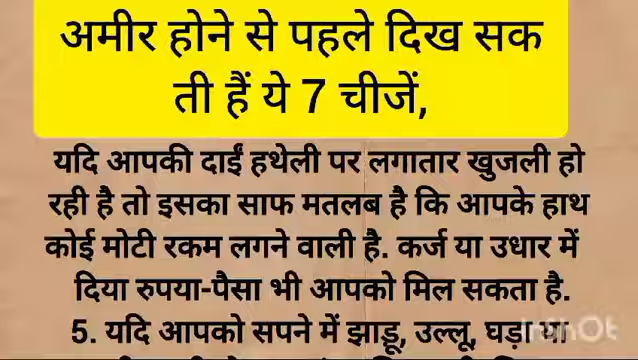 अमीर होने से पहले दिख सक
ती हैं ये 7 चीजें,
यदि आपकी दाईं हथेली पर लगातार खुजली हो
रही है तो इसका साफ मतलब है कि आपके हाथ
कोई मोटी रकम लगने वाली है. कर्ज या उधार में
दिया रुपया-पैसा भी आपको मिल सकता है.
5. यदि आपको सपने में झाड़ू, उल्लू, घड़ा या
InShOt